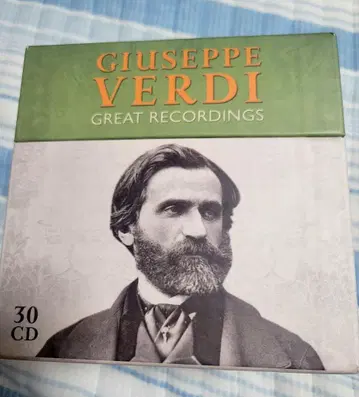 GIUSEPPE
VERDI
GREAT RECORDINGS
30
CD